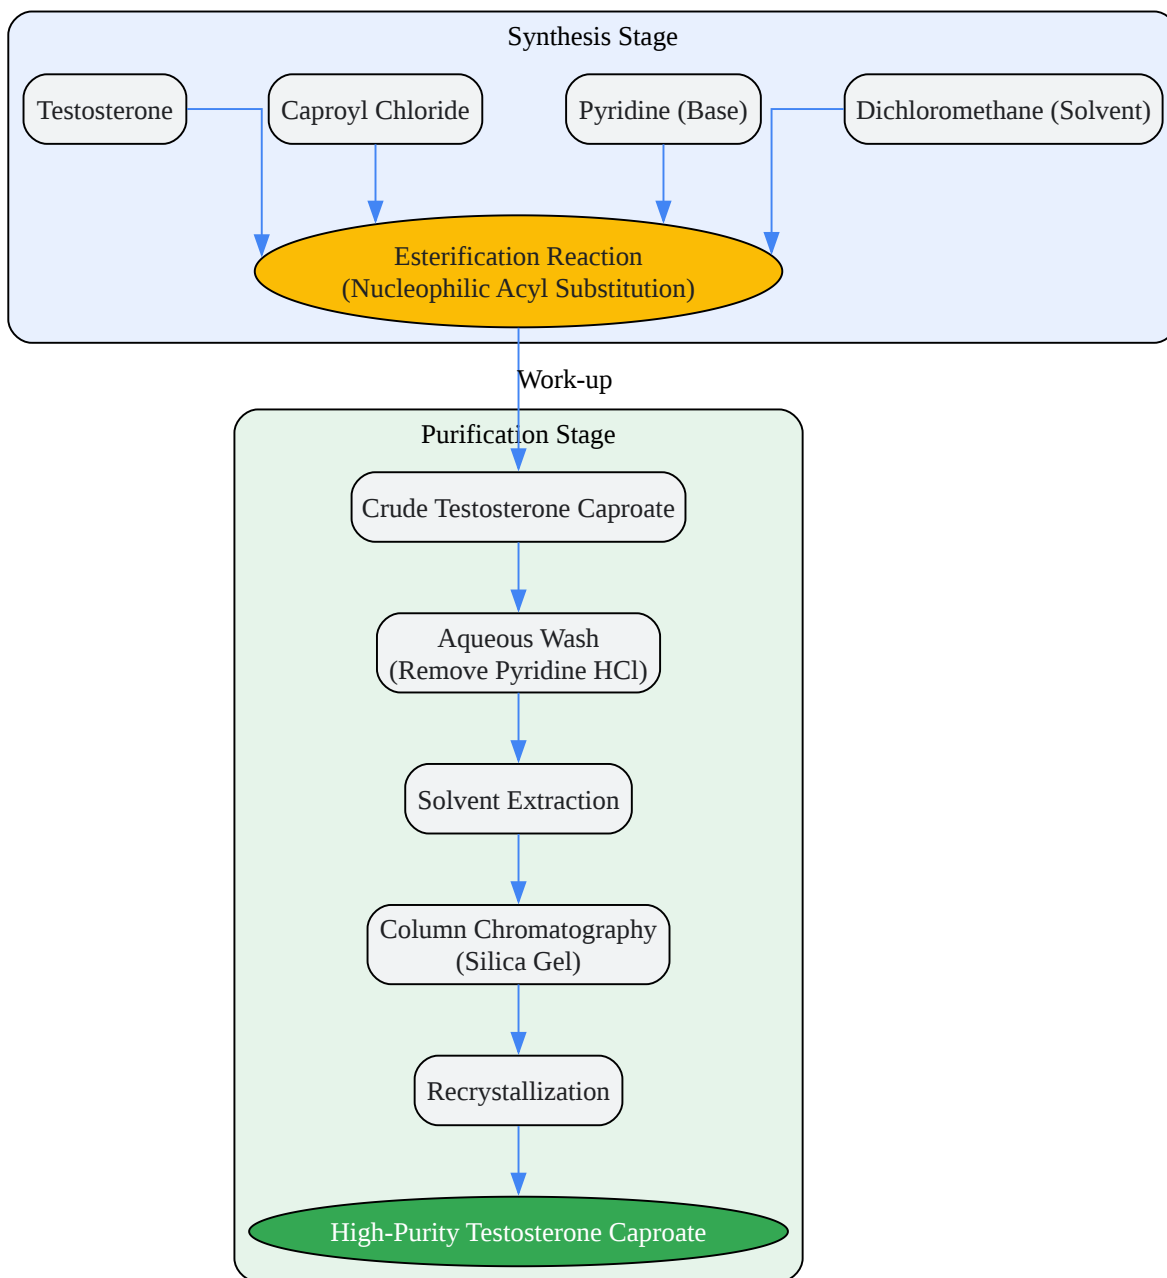 Synthesis Stage
Testosterone
Caproyl Chloride
Pyridine (Base)
Dichloromethane (Solvent)
Esterification Reaction
(Nucleophilic Acyl Substitution)
Work-up
Purification Stage
Crude Testosterone Caproate
Aqueous Wash
(Remove Pyridine HCl)
Solvent Extraction
Column Chromatography
(Silica Gel)
Recrystallization
High-Purity Testosterone Caproate